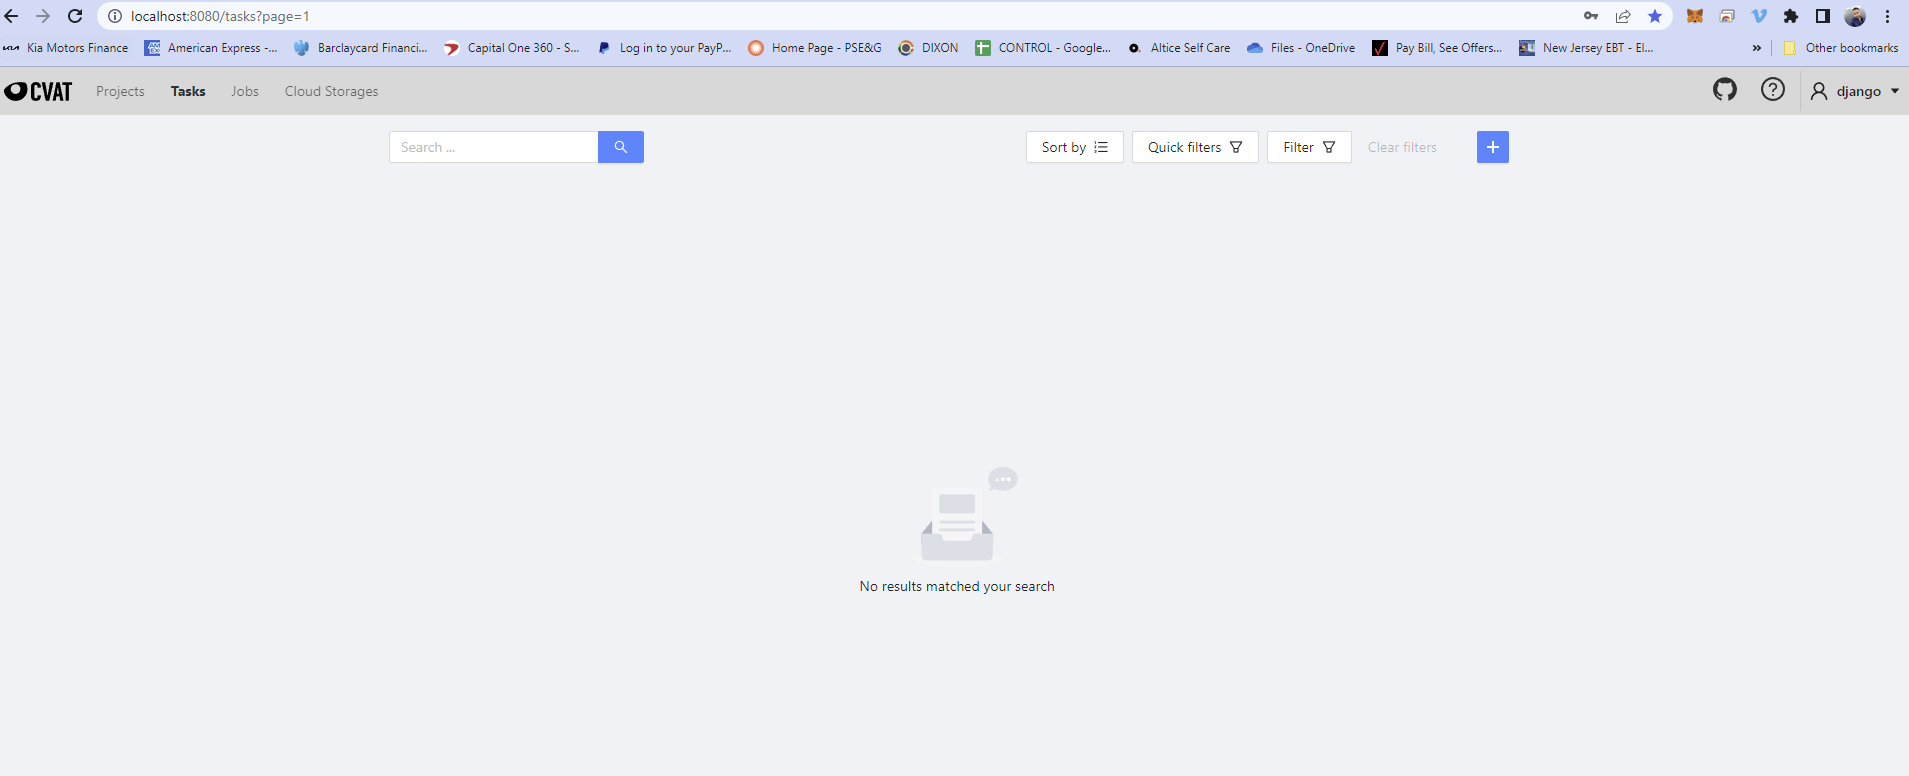 localhost:8080/tasks?page=1
Kia Motors Finance American Express -... Barclaycard Financi... Capital One 360 - S... Log in to your PayP... Home Page - PSE&G DIXON CONTROL - Google... Altice Self Care Files - OneDrive Pay Bill, See Offers... New Jersey EBT - El... » Other bookmarks
CVAT Projects Tasks Jobs Cloud Storages django
Search ... Sort by Quick filters Filter Clear filters
No results matched your search